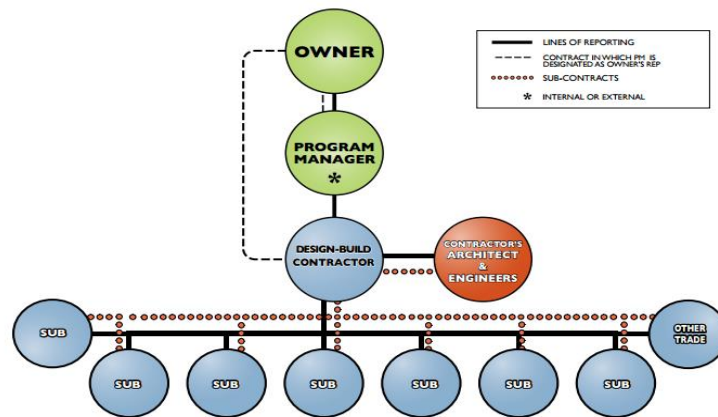 OWNER
LINES OF REPORTING
CONTRACT IN WHICH PM IS
DESIGNATED AS OWNER'S REP
SUB-CONTRACTS
* INTERNAL OR EXTERNAL
PROGRAM
MANAGER
*
DESIGN-BUILD
CONTRACTOR
CONTRACTOR'S
ARCHITECT
&
ENGINEERS
SUB
OTHER
TRADE
SUB
SUB
SUB
SUB
SUB
SUB